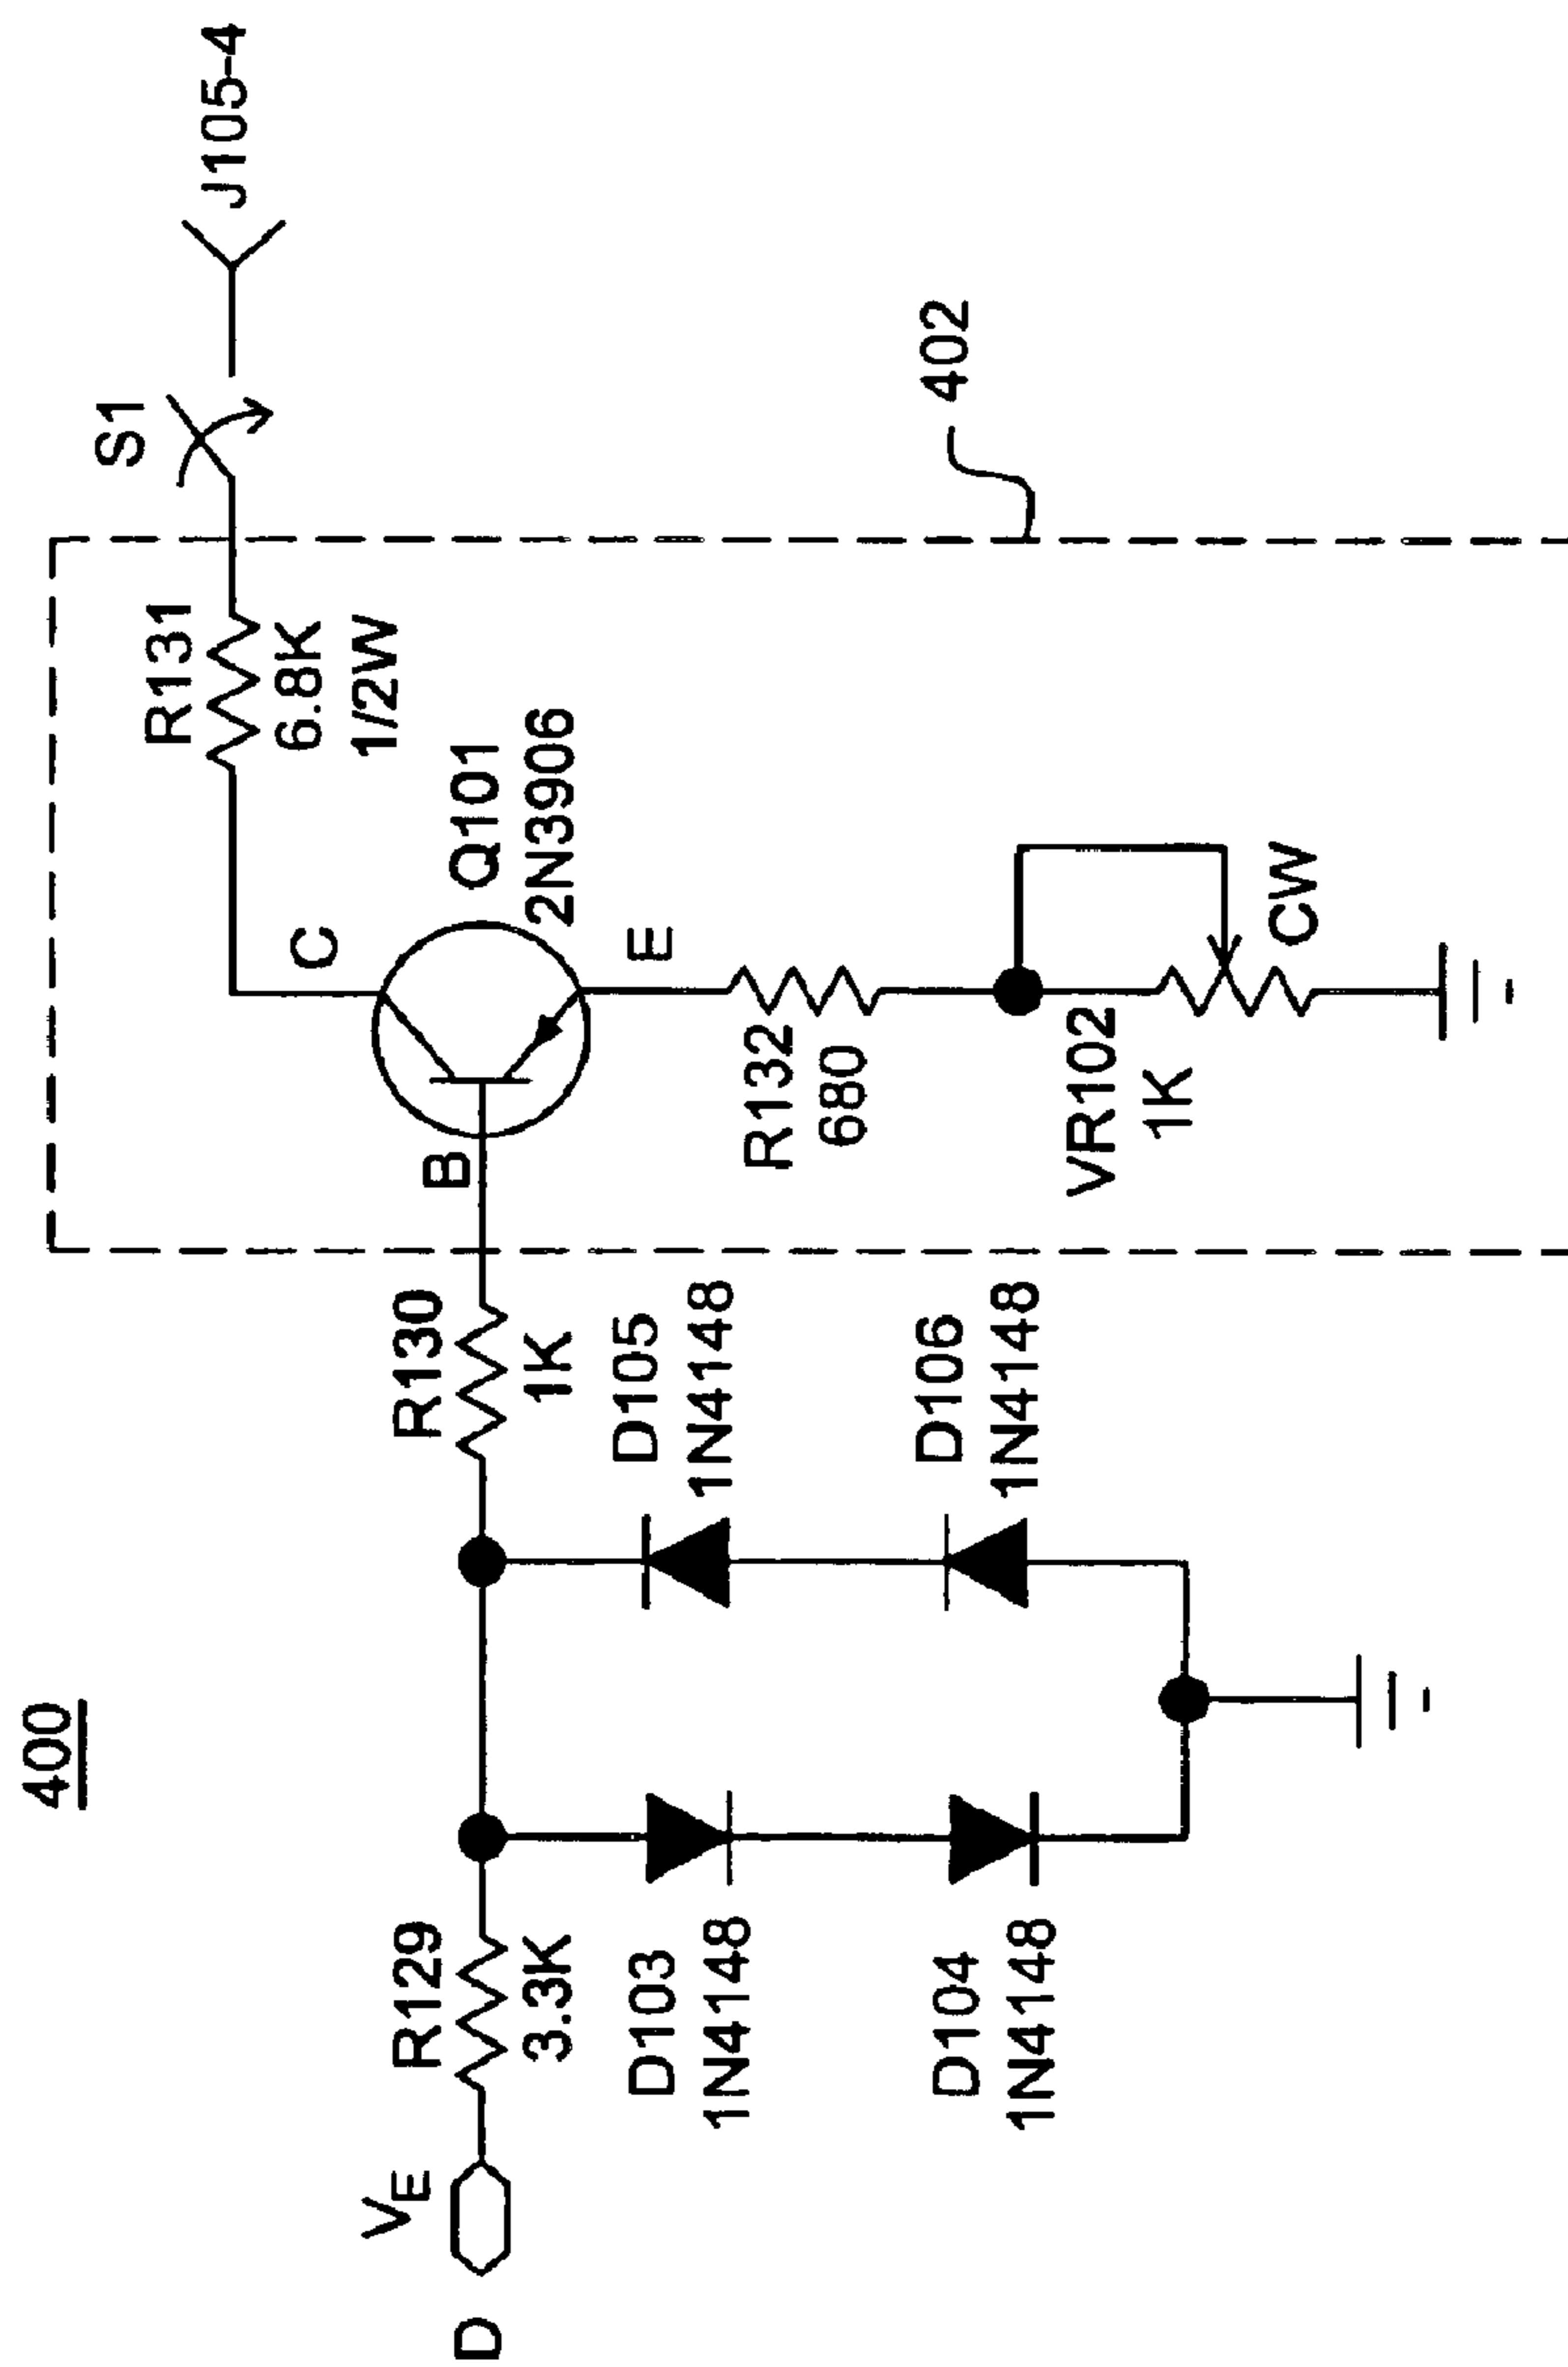 400
D
VE
R129
3.3K
D103
1N4148
D104
1N4148
R130
1K
D105
1N4148
D106
1N4148
B
C
E
Q101
2N3906
R131
6.8K
1/2W
R132
680
VR102
1K
CW
S1
J105-4
402